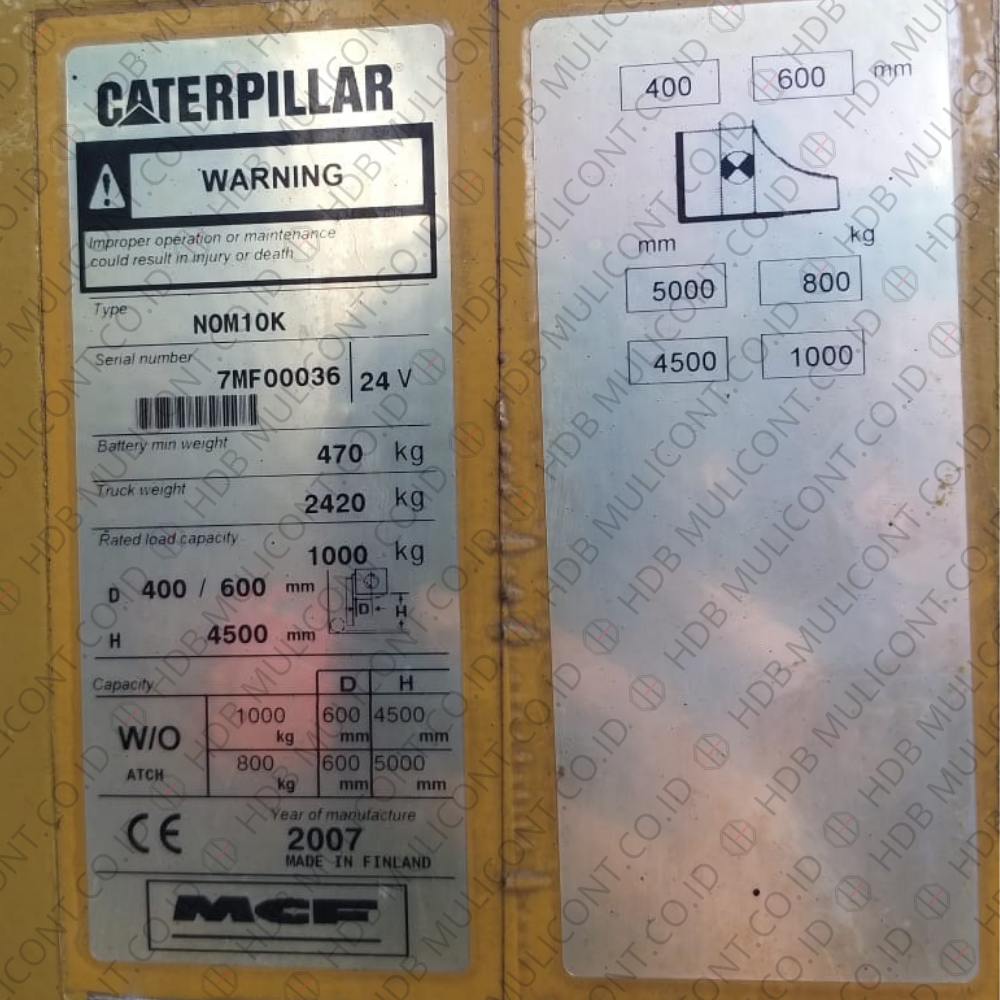 CATERPILLAR®
WARNING
Improper operation or maintenance
could result in injury or death
Type
NOM10K
Serial number
7MF00036 24 V
Battery min weight
470 kg
Truck weight
2420 kg
Rated load capacity
1000 kg
D 400 / 600 mm
D
H
H 4500 mm
Capacity D H
W/O
ATCH
1000 kg 600 mm 4500 mm
800 kg 600 mm 5000 mm
CE
Year of manufacture
2007
MADE IN FINLAND
MCF
400 600 mm
mm kg
5000 800
4500 1000
HDB MULICONT.CO.ID